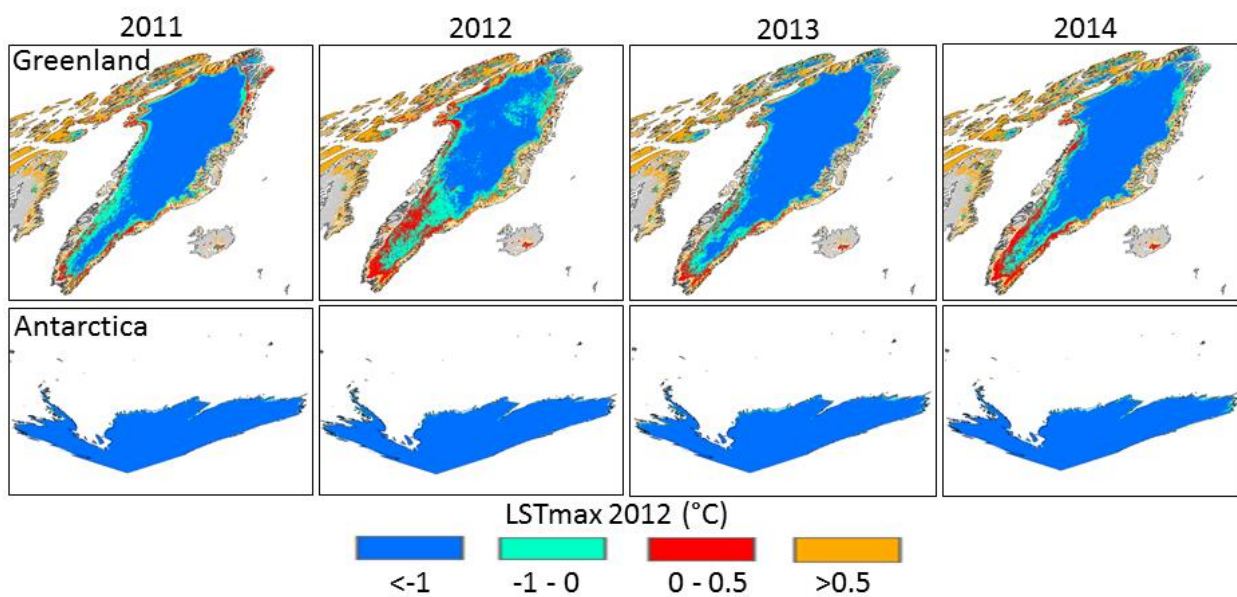 2011 2012 2013 2014
Greenland
Antarctica
LSTmax 2012 (°C)
<-1 -1 - 0 0 - 0.5 >0.5